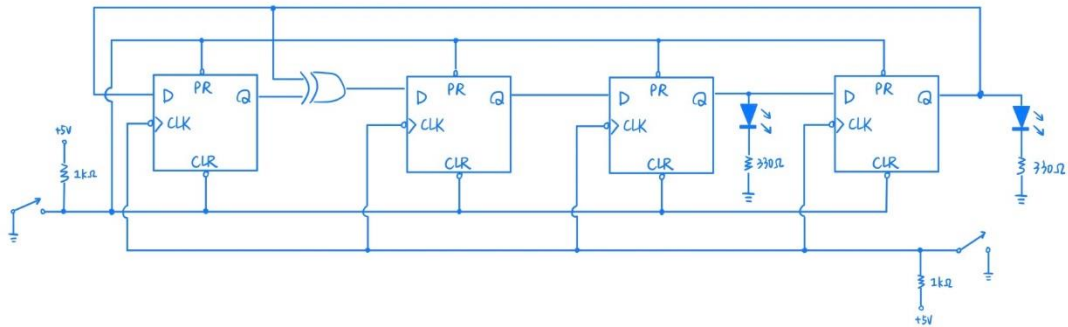 PR
D Q
CLK
CLR
PR
D Q
CLK
CLR
PR
D Q
CLK
CLR
PR
D Q
CLK
CLR
+5V
1kΩ
330Ω
330Ω
1kΩ
+5V